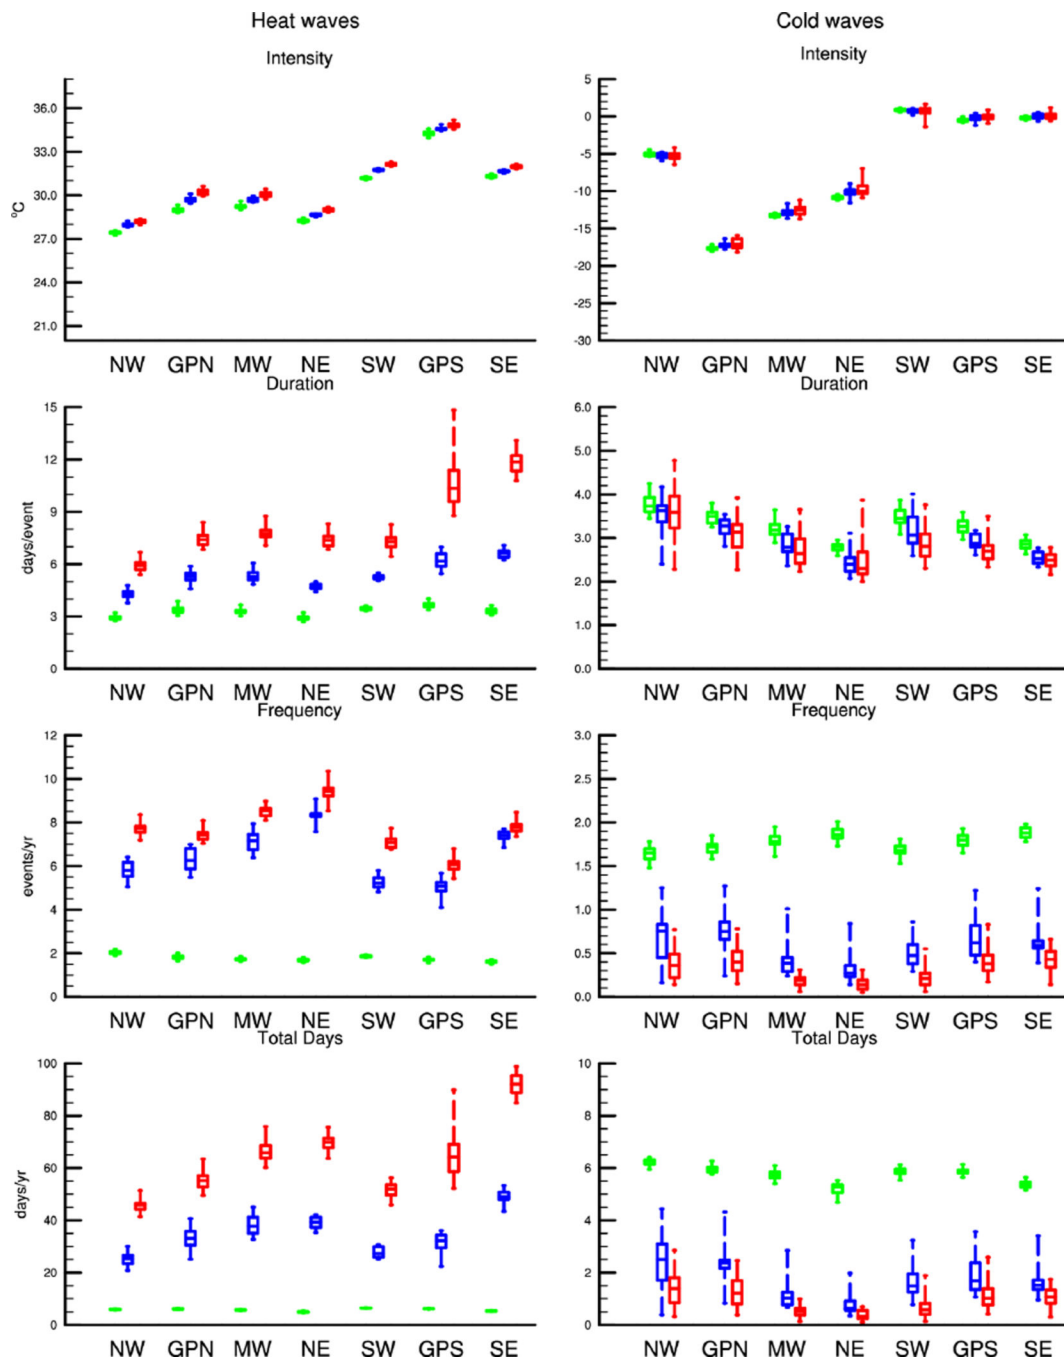 Heat waves
Cold waves
Intensity
Intensity
36.0
33.0
30.0
27.0
24.0
21.0
°C
5
0
-5
-10
-15
-20
-25
-30
NW GPN MW NE SW GPS SE
NW GPN MW NE SW GPS SE
Duration
Duration
15
12
9
6
3
0
days/event
6.0
5.0
4.0
3.0
2.0
1.0
0.0
NW GPN MW NE SW GPS SE
NW GPN MW NE SW GPS SE
Frequency
Frequency
12
10
8
6
4
2
0
events/yr
3.0
2.5
2.0
1.5
1.0
0.5
0.0
NW GPN MW NE SW GPS SE
NW GPN MW NE SW GPS SE
Total Days
Total Days
100
80
60
40
20
0
days/yr
10
8
6
4
2
0
NW GPN MW NE SW GPS SE
NW GPN MW NE SW GPS SE